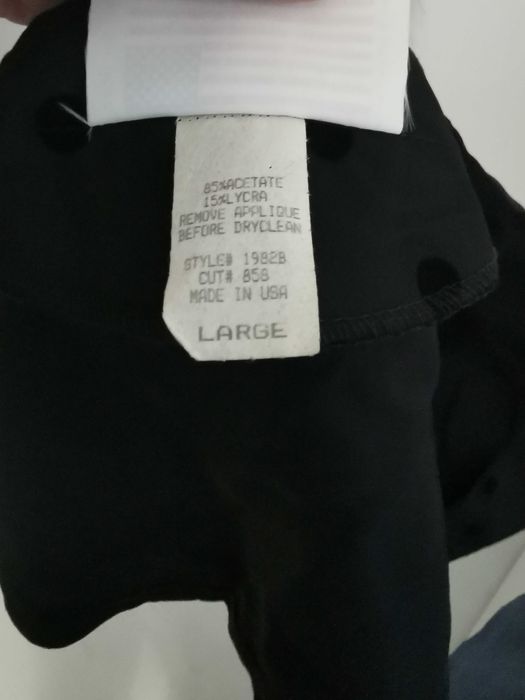 85%ACETATE
15%LYCRA
REMOVE APPLIQUE
BEFORE DRYCLEAN
STYLE# 1982B
CUT# 858
MADE IN USA
LARGE